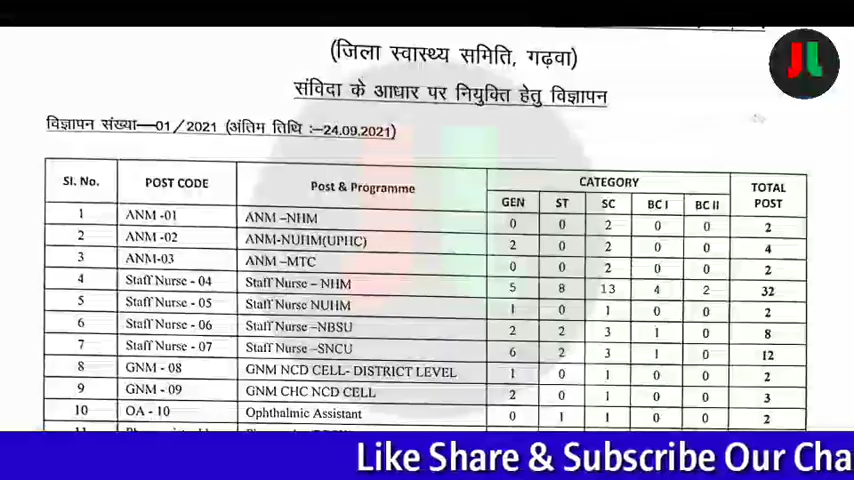 (जिला स्वास्थ्य समिति, गढ़वा)
संविदा के आधार पर नियुक्ति हेतु विज्ञापन
विज्ञापन संख्या—01/2021 (अंतिम तिथि :–24.09.2021)
SI. No. POST CODE Post & Programme CATEGORY TOTAL POST
GEN ST SC BC I BC II
1 ANM -01 ANM –NHM 0 0 2 0 0 2
2 ANM -02 ANM-NUHM(UPHC) 2 0 2 0 0 4
3 ANM-03 ANM –MTC 0 0 2 0 0 2
4 Staff Nurse - 04 Staff Nurse – NHM 5 8 13 4 2 32
5 Staff Nurse - 05 Staff Nurse NUHM 1 0 1 0 0 2
6 Staff Nurse - 06 Staff Nurse –NBSU 2 2 3 1 0 8
7 Staff Nurse - 07 Staff Nurse –SNCU 6 2 3 1 0 12
8 GNM - 08 GNM NCD CELL- DISTRICT LEVEL 1 0 1 0 0 2
9 GNM - 09 GNM CHC NCD CELL 2 0 1 0 0 3
10 OA - 10 Ophthalmic Assistant 0 1 1 0 0 2
Like Share & Subscribe Our Cha